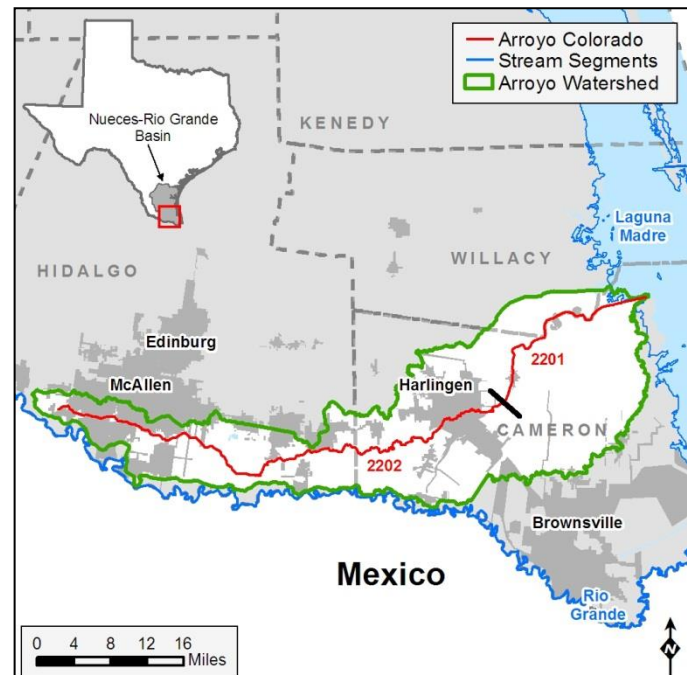 Arroyo Colorado
Stream Segments
Arroyo Watershed
Nueces-Rio Grande
Basin
KENEDY
Laguna
Madre
WILLACY
HIDALGO
Edinburg
2201
McAllen
Harlingen
CAMERON
2202
Brownsville
Mexico
Rio
Grande
0 4 8 12 16
Miles
N